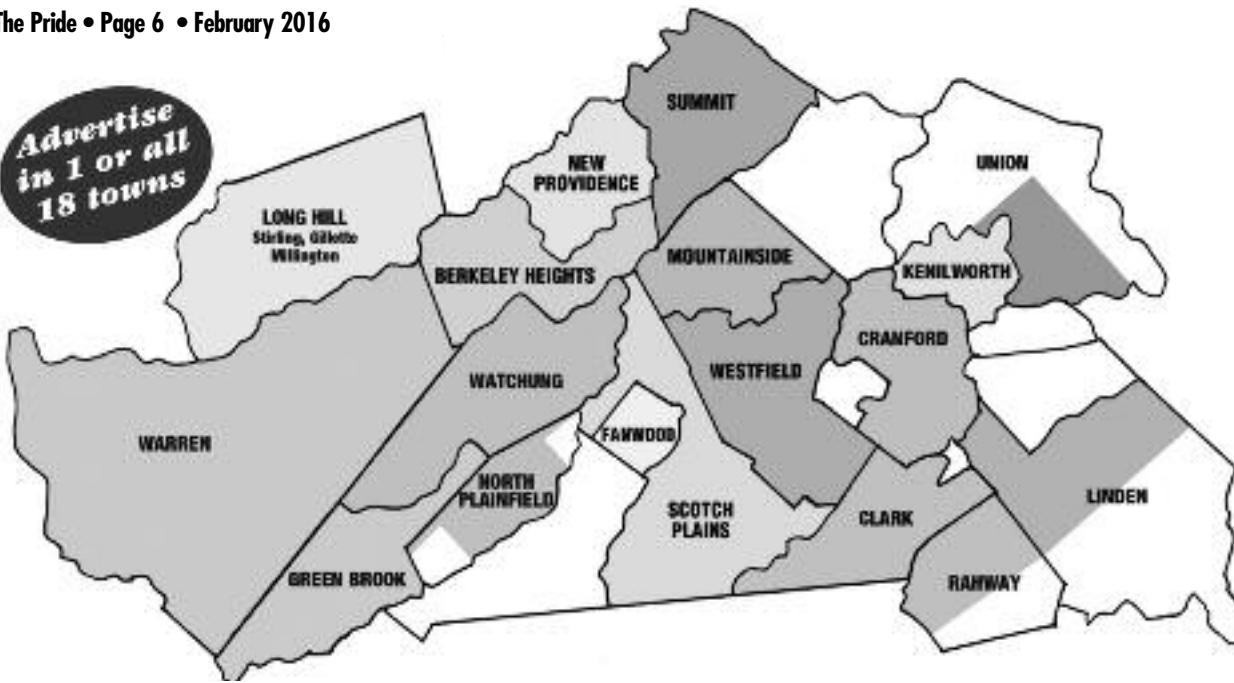 The Pride • Page 6 • February 2016
Advertise
in 1 or all
18 towns
SUMMIT
NEW
PROVIDENCE
UNION
LONG HILL
Stirling, Gillette
Millington
BERKELEY HEIGHTS
MOUNTAINSIDE
KENILWORTH
CRANFORD
WATCHUNG
WESTFIELD
WARREN
FANWOOD
NORTH
PLAINFIELD
SCOTCH
PLAINS
CLARK
LINDEN
GREEN BROOK
RAHWAY